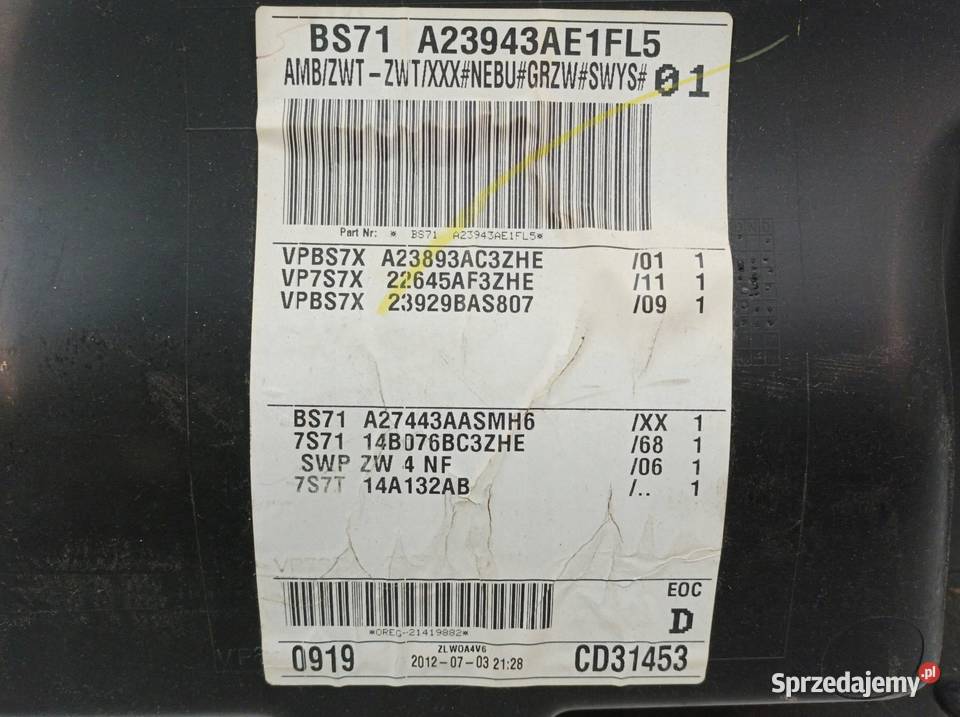 BS71 A23943AE1FL5
AMB/ZWT-ZWT/XXX#NEBU#GRZW#SWYS# 01
Part Nr: * BS71 A23943AE1FL5*
VPBS7X A23893AC3ZHE /01 1
VP7S7X 22645AF3ZHE /11 1
VPBS7X 23929BAS807 /09 1
BS71 A27443AASMH6 /XX 1
7S71 14B076BC3ZHE /68 1
SWP ZW 4 NF /06 1
7S7T 14A132AB /.. 1
EOC
D
*OREG-21419882*
ZLWOA4V6
0919 2012-07-03 21:28 CD31453
Sprzedajemy.pl